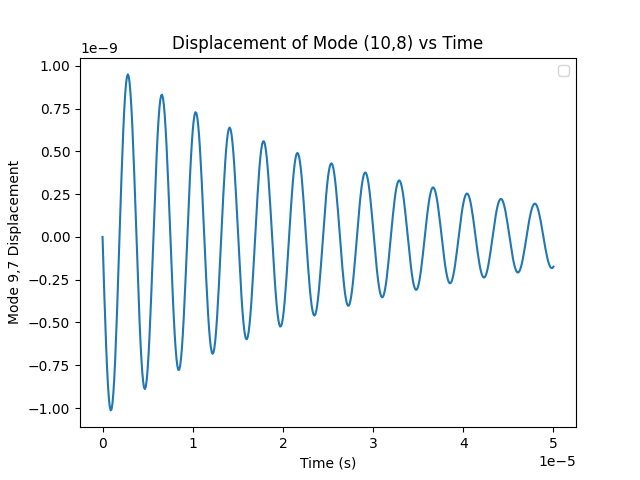 Displacement of Mode (10,8) vs Time
1e−9
1.00
0.75
0.50
0.25
0.00
−0.25
−0.50
−0.75
−1.00
Mode 9,7 Displacement
0 1 2 3 4 5
Time (s)
1e−5